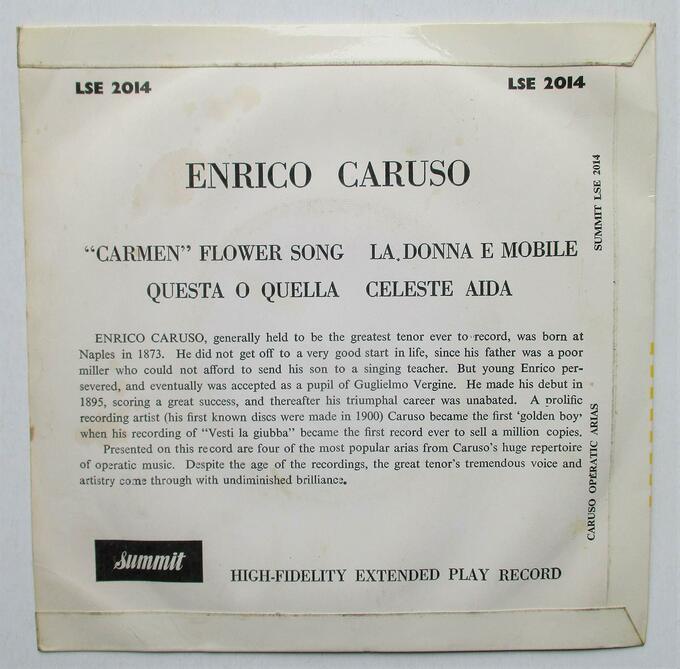 LSE 2014
LSE 2014
ENRICO CARUSO
“CARMEN” FLOWER SONG LA DONNA E MOBILE
QUESTA O QUELLA CELESTE AIDA
ENRICO CARUSO, generally held to be the greatest tenor ever to record, was born at
Naples in 1873. He did not get off to a very good start in life, since his father was a poor
miller who could not afford to send his son to a singing teacher. But young Enrico per-
severed, and eventually was accepted as a pupil of Guglielmo Vergine. He made his debut in
1895, scoring a great success, and thereafter his triumphal career was unabated. A prolific
recording artist (his first known discs were made in 1900) Caruso became the first ‘golden boy’
when his recording of “Vesti la giubba” became the first record ever to sell a million copies.
Presented on this record are four of the most popular arias from Caruso’s huge repertoire
of operatic music. Despite the age of the recordings, the great tenor’s tremendous voice and
artistry come through with undiminished brilliance.
Summit
HIGH-FIDELITY EXTENDED PLAY RECORD
CARUSO OPERATIC ARIAS
SUMMIT LSE 2014